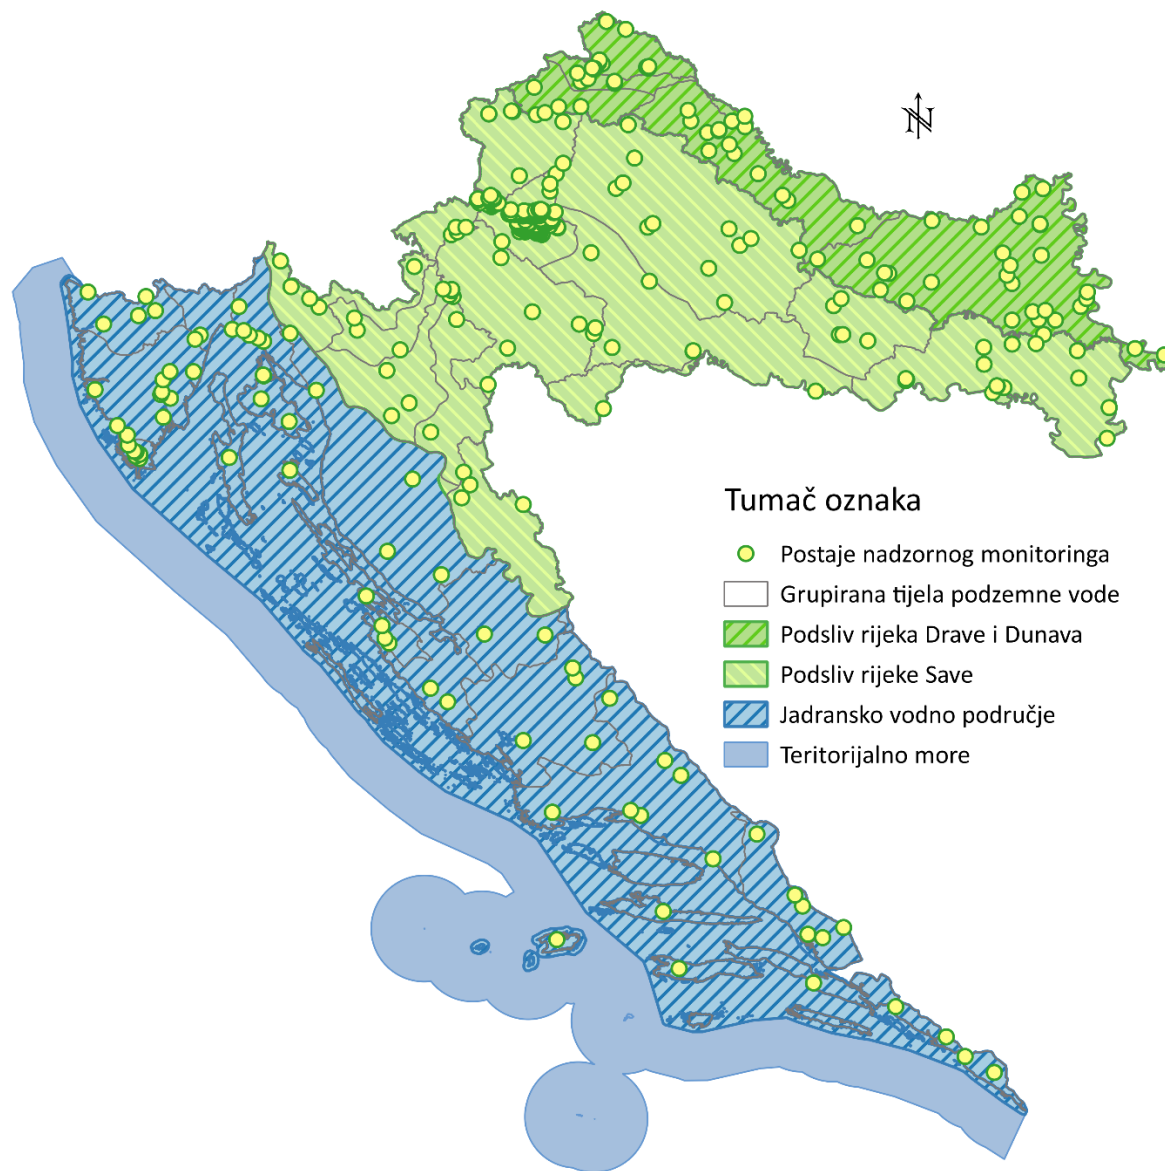 N
Tumač oznaka
Postaje nadzornog monitoringa
Grupirana tijela podzemne vode
Podsliv rijeka Drave i Dunava
Podsliv rijeke Save
Jadransko vodno područje
Teritorijalno more